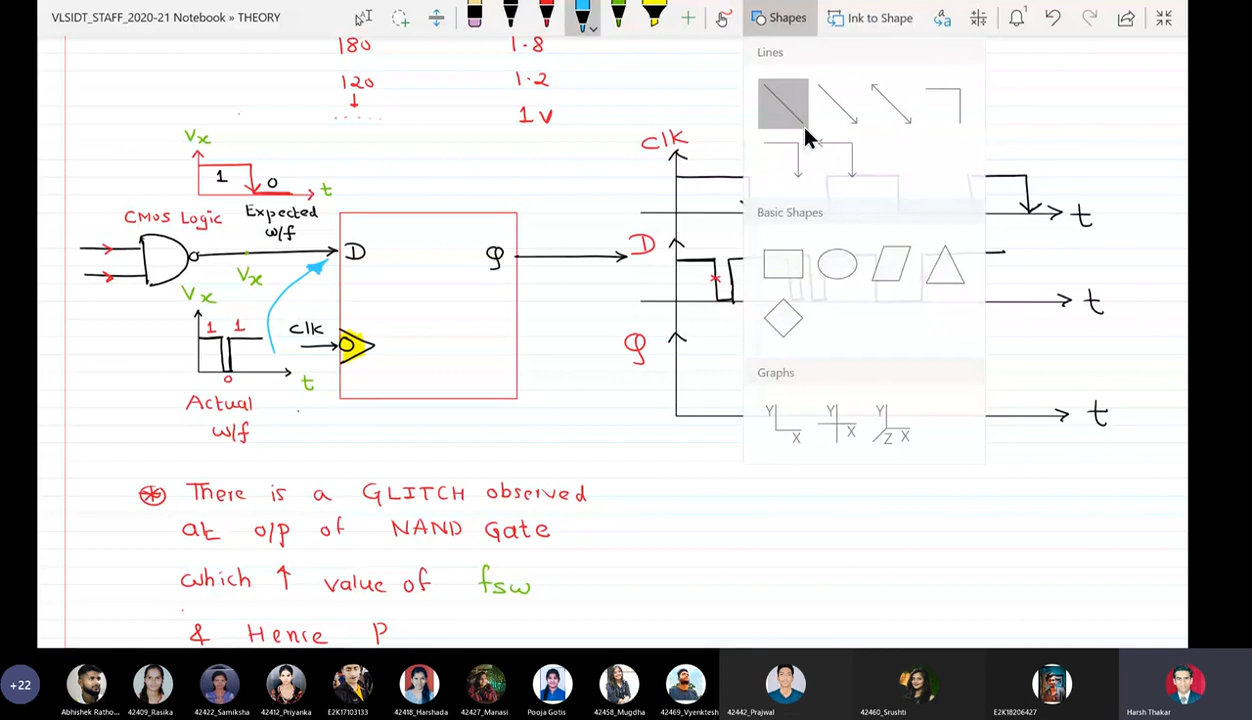 VLSIDT_STAFF_2020-21 Notebook » THEORY
Shapes
Ink to Shape
Lines
Basic Shapes
Graphs
Y X
Y X
Y Z X
180 1.8
120 1.2
↓ 1 V
.....
Vx
1 0 t
CMOS Logic
Expected
w/f
D Q
Vx
Vx
1 1
0
t
clk
Actual
w/f
clk
t
D
t
Q
t
There is a GLITCH observed
at o/p of NAND Gate
which ↑ value of fsw
& Hence P
+22
Abhishek Ratho...
42409_Rasika
42422_Samiksha
42412_Priyanka
E2K17103133
42418_Harshada
42427_Manasi
Pooja Gotis
42458_Mugdha
42469_Vyenktesh
42442_Prajwal
42460_Srushti
E2K18206427
Harsh Thakar